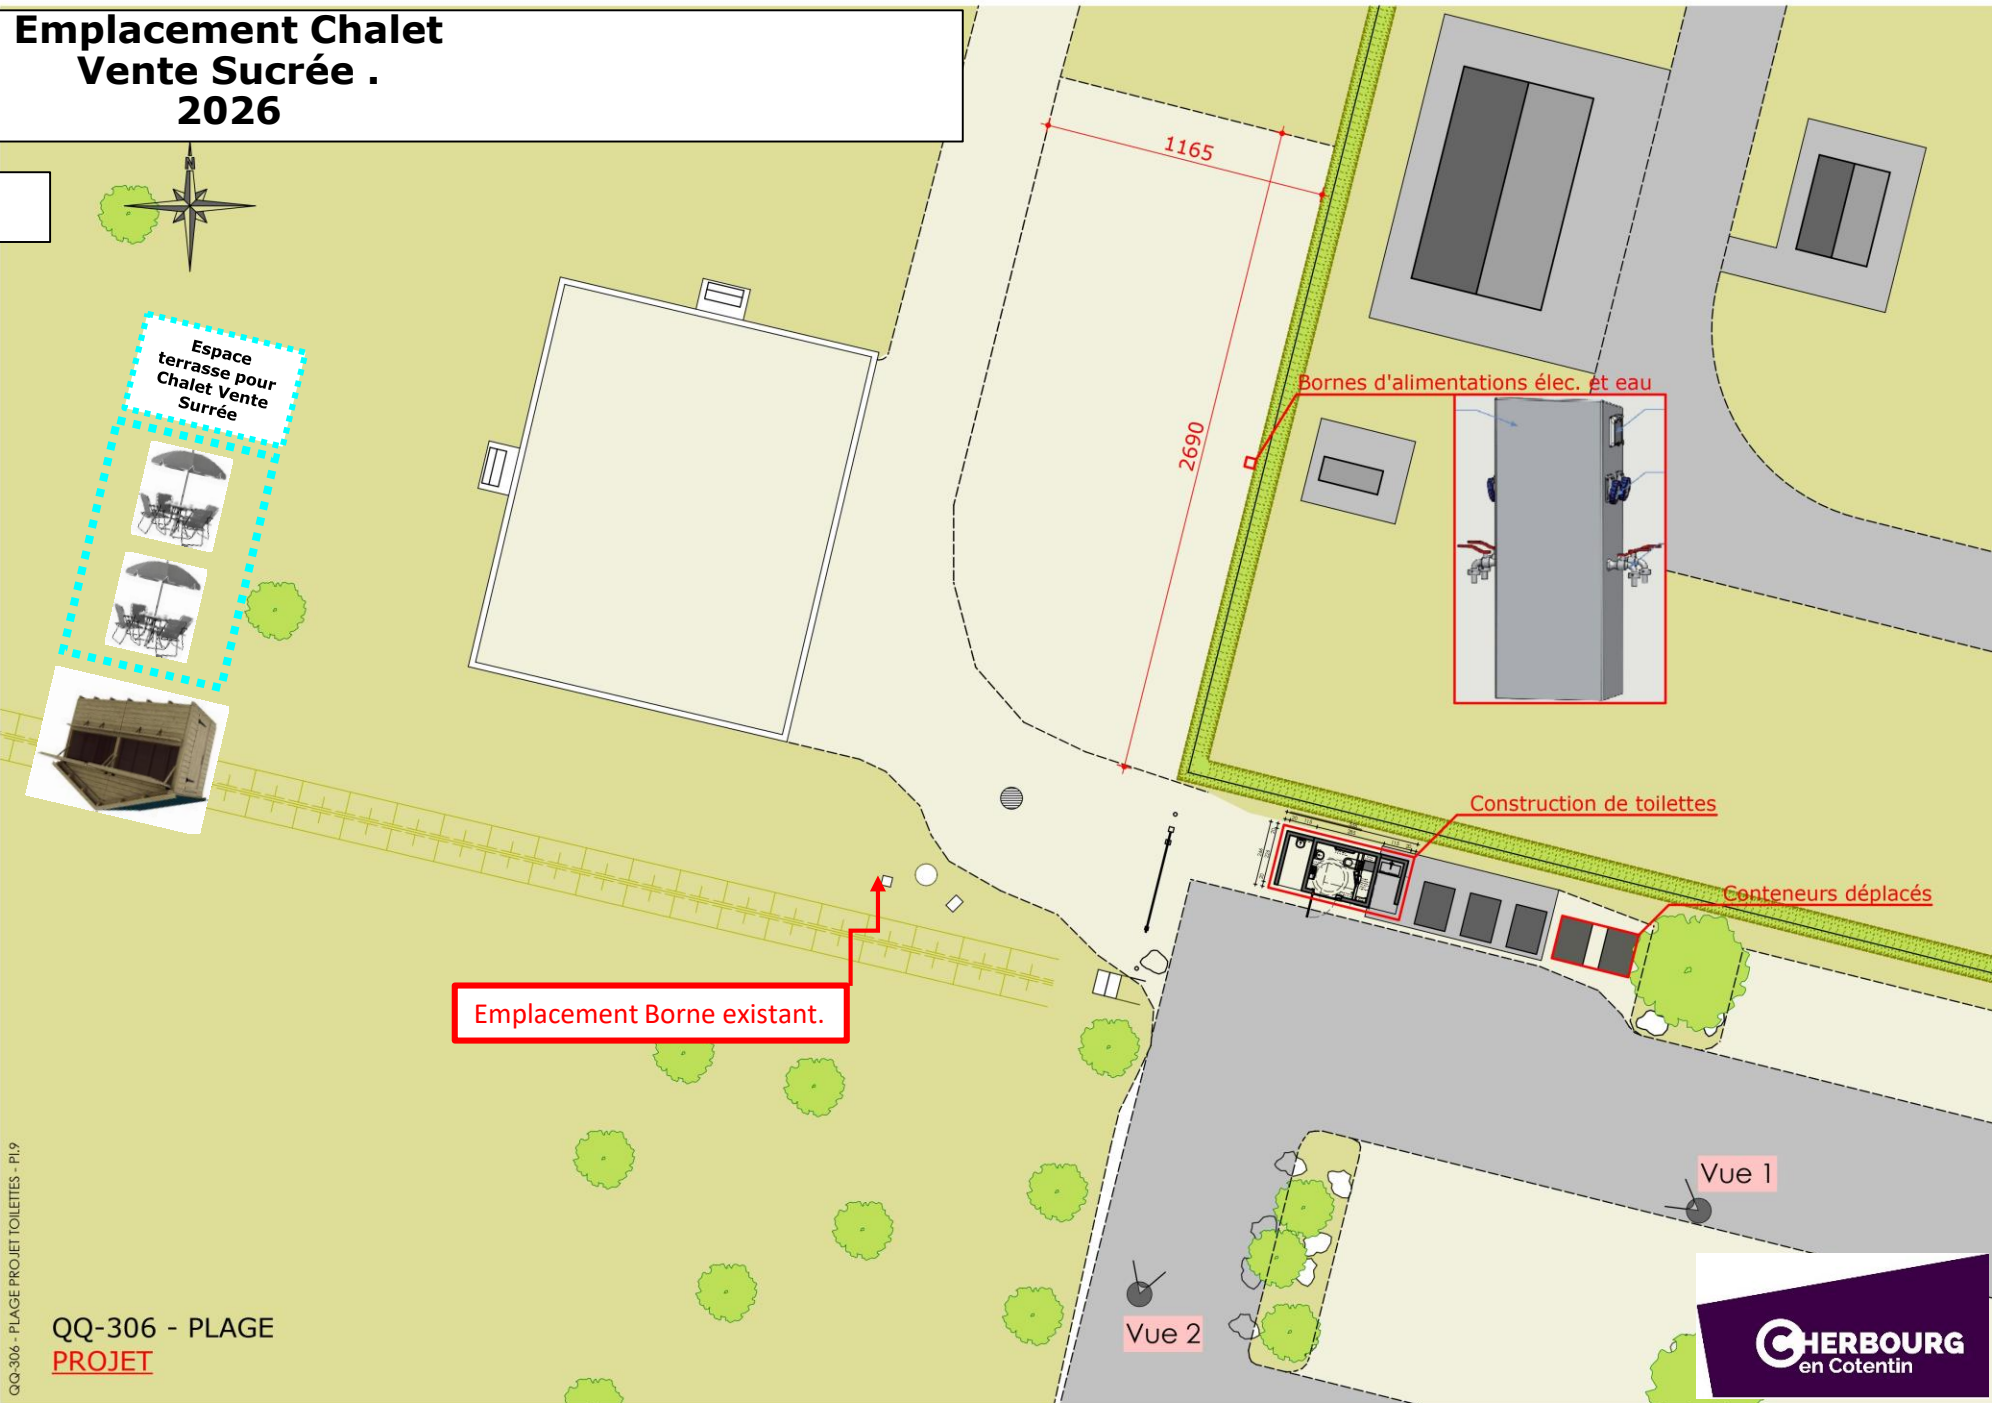 Emplacement Chalet
Vente Sucrée .
2026
N
1165
Espace
terrasse pour
Chalet Vente
Surrée
Bornes d'alimentations élec. et eau
2690
Construction de toilettes
Conteneurs déplacés
Emplacement Borne existant.
Vue 1
Vue 2
QQ-306 - PLAGE PROJET TOILETTES - Pl.9
QQ-306 - PLAGE
PROJET
CHERBOURG
en Cotentin